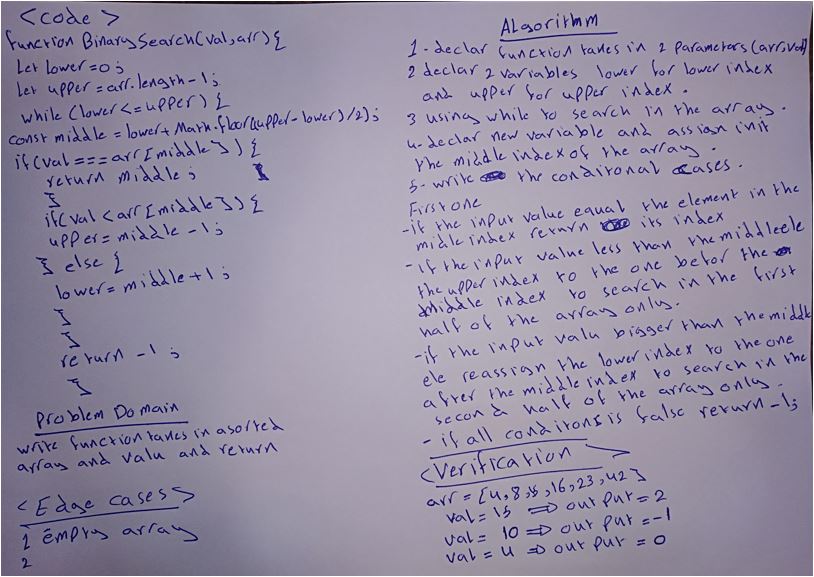 <code>
function BinarySearch(val,arr){
Let lower=0;
Let upper=arr.length-1;
while (lower<=upper) {
const middle = lower+Math.floor((upper-lower)/2);
if(val===arr[middle]) {
return middle;
}
if(val<arr[middle]) {
upper=middle-1;
} else {
lower=middle+1;
}
}
return -1;
}
Problem Domain
write function takes in a sorted
array and valu and return
<Edge cases>
1 empty array
2
Algorithm
1-declar function takes in 2 Parameters(arr,val)
2 declar 2 variables lower for lower index
and upper for upper index.
3 using while to search in the array.
4-declar new variable and assign init
the middle index of the array.
5-write the conditonal cases.
First one
-if the input value equal the element in the
midle index return its index
-if the input value less than the middleele
the upper index to the one befor the
middle index to search in the first
half of the array only.
-if the input valu bigger than the middle
ele reassign the lower index to the one
after the middle index to search in the
second half of the array only.
-if all conditons is false return -1;
<Verification>
arr = [4,8,15,16,23,42]
val = 15 => out put = 2
val = 10 => out put = -1
val = 4 => out put = 0